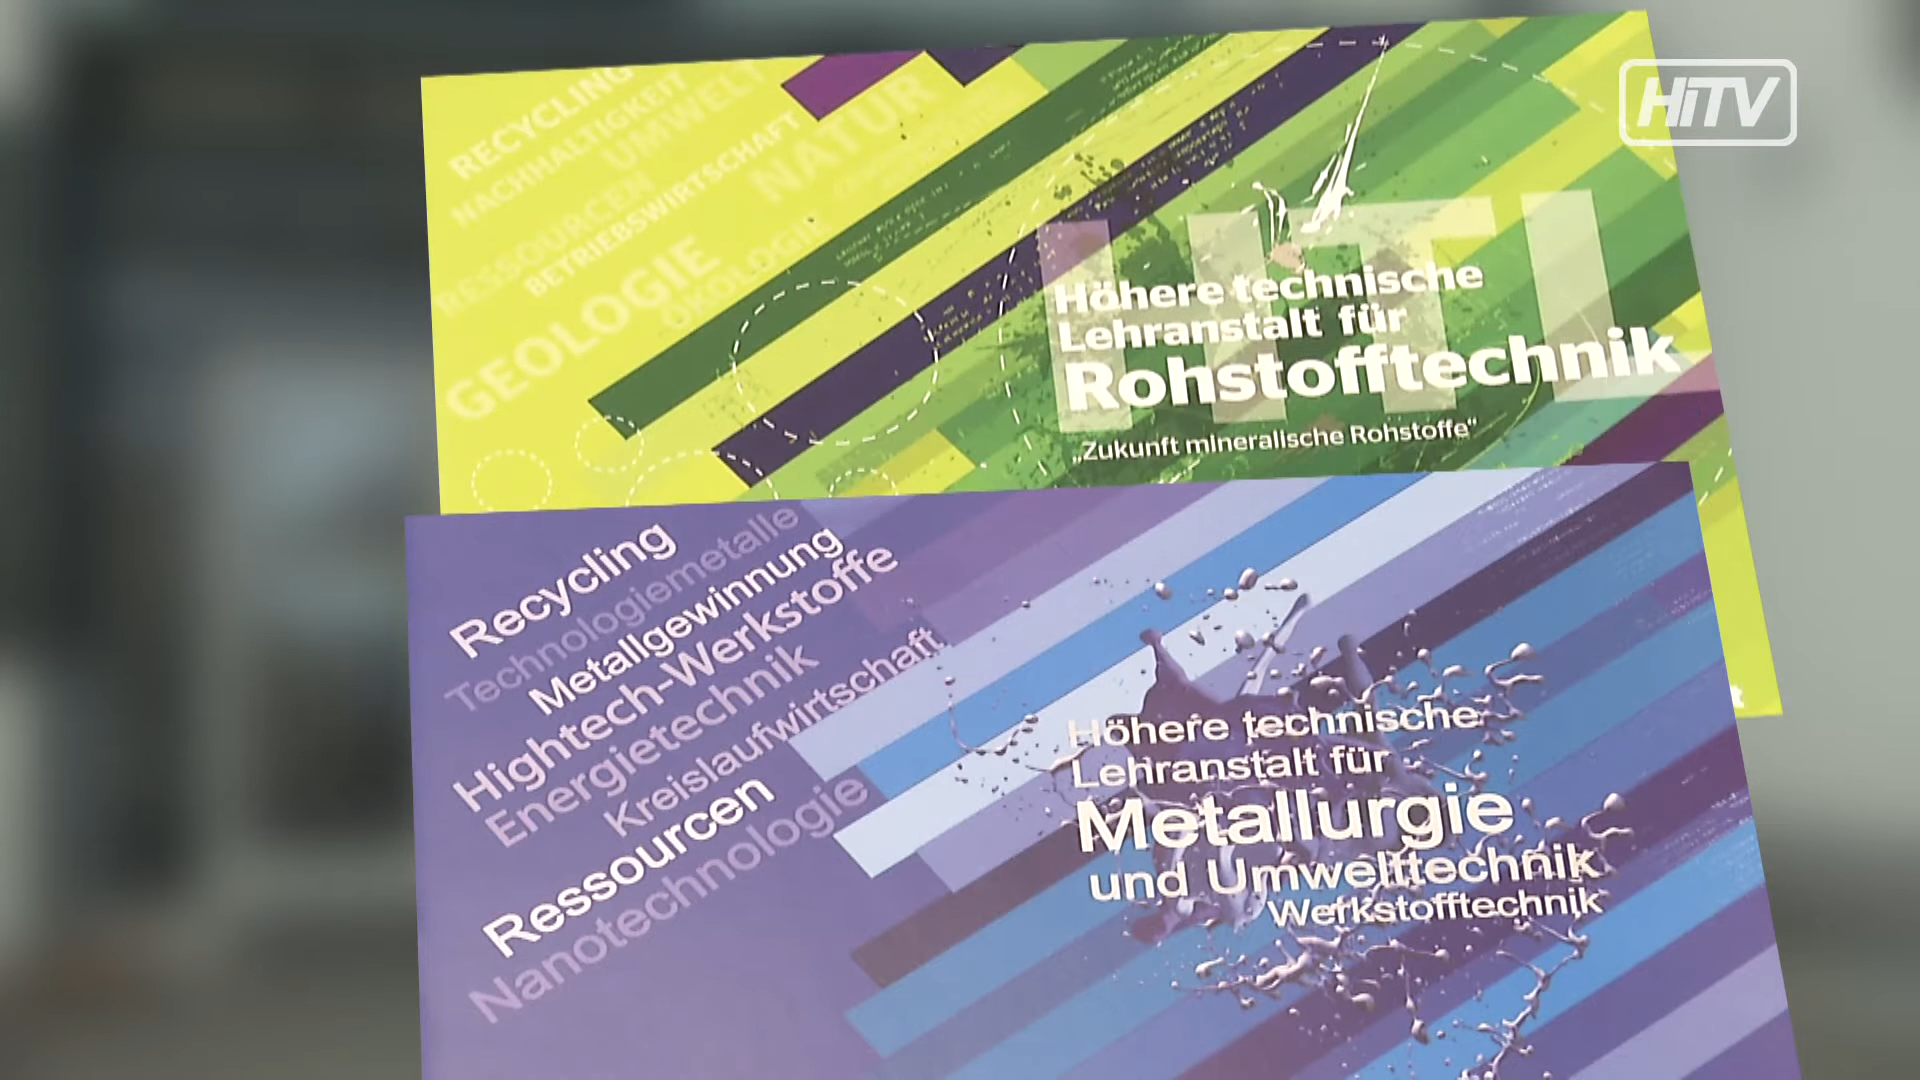 HiTV
RECYCLING
NACHHALTIGKEIT
UMWELT
RESSOURCEN
BETRIEBSWIRTSCHAFT
NATUR
GEOLOGIE
ÖKOLOGIE
HTL
Höhere technische
Lehranstalt für
Rohstofftechnik
„Zukunft mineralische Rohstoffe“
Recycling
Technologiemetalle
Metallgewinnung
Hightech-Werkstoffe
Energietechnik
Kreislaufwirtschaft
Ressourcen
Nanotechnologie
Höhere technische
Lehranstalt für
Metallurgie
und Umwelttechnik
Werkstofftechnik